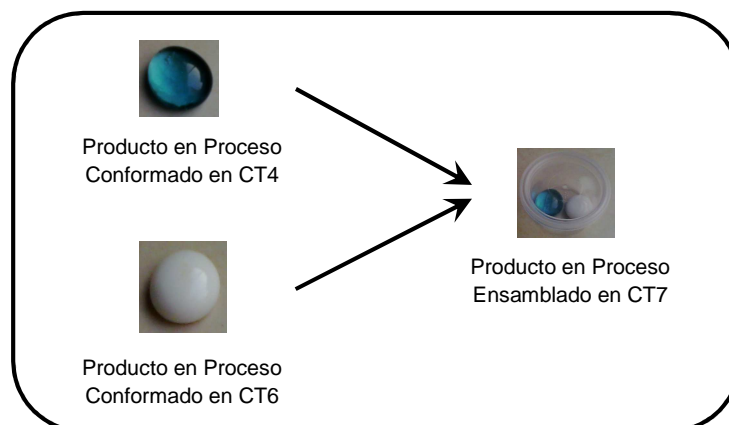 Producto en Proceso
Conformado en CT4
Producto en Proceso
Ensamblado en CT7
Producto en Proceso
Conformado en CT6